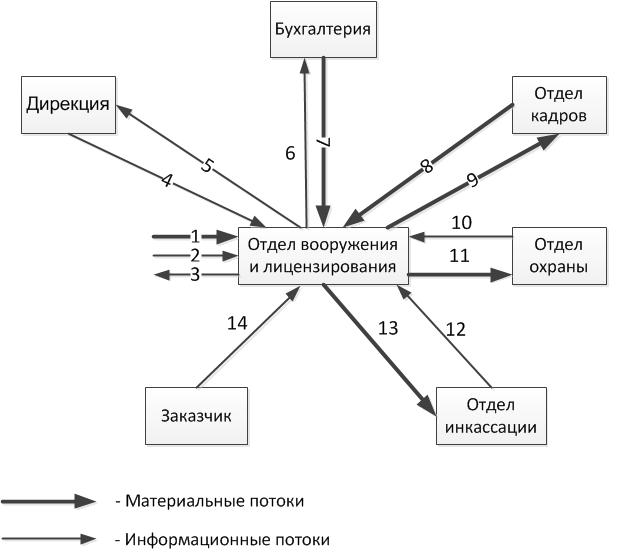 Бухгалтерия
Дирекция
Отдел
кадров
6
7
5
4
8
9
1
2
3
Отдел вооружения
и лицензирования
10
11
Отдел
охраны
14
13
12
Заказчик
Отдел
инкассации
- Материальные потоки
- Информационные потоки